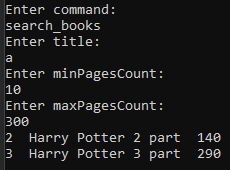 Enter command:
search_books
Enter title:
a
Enter minPagesCount:
10
Enter maxPagesCount:
300
2  Harry Potter 2 part  140
3  Harry Potter 3 part  290